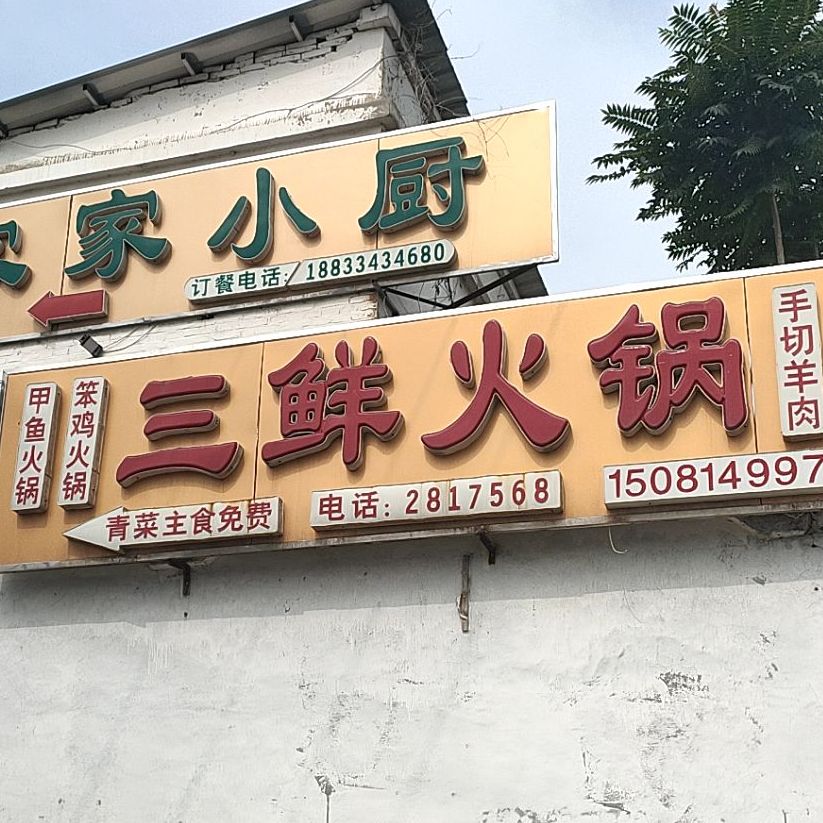 家小厨
订餐电话: 18833434680
三鲜火锅
甲鱼火锅
笨鸡火锅
手切羊肉
青菜主食免费
电话: 2817568
150814997